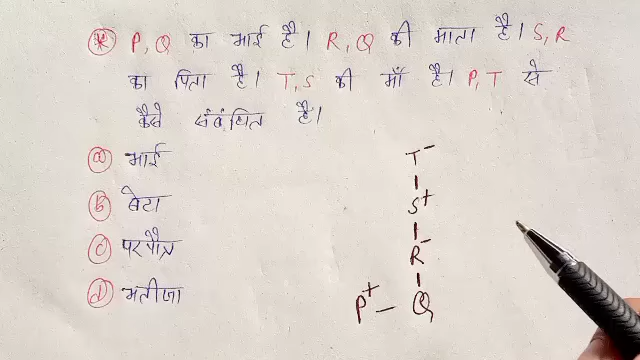 P, Q का भाई है। R, Q की माता है। S, R
का पिता है। T, S की माँ है। P, T से
कैसे संबंधित है।
(a) भाई
(b) बेटा
(c) परपौत्र
(d) भतीजा
T⁻
S⁺
R⁻
P⁺ — Q